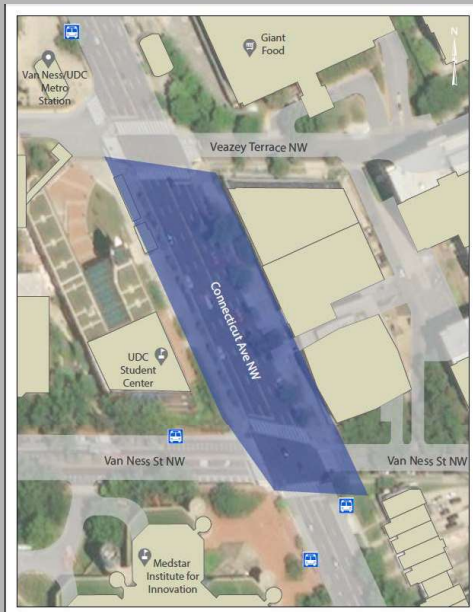 Giant
Food
N
Van Ness/UDC
Metro
Station
Veazey Terrace NW
Connecticut Ave NW
UDC
Student
Center
Van Ness St NW
Van Ness St NW
Medstar
Institute for
Innovation